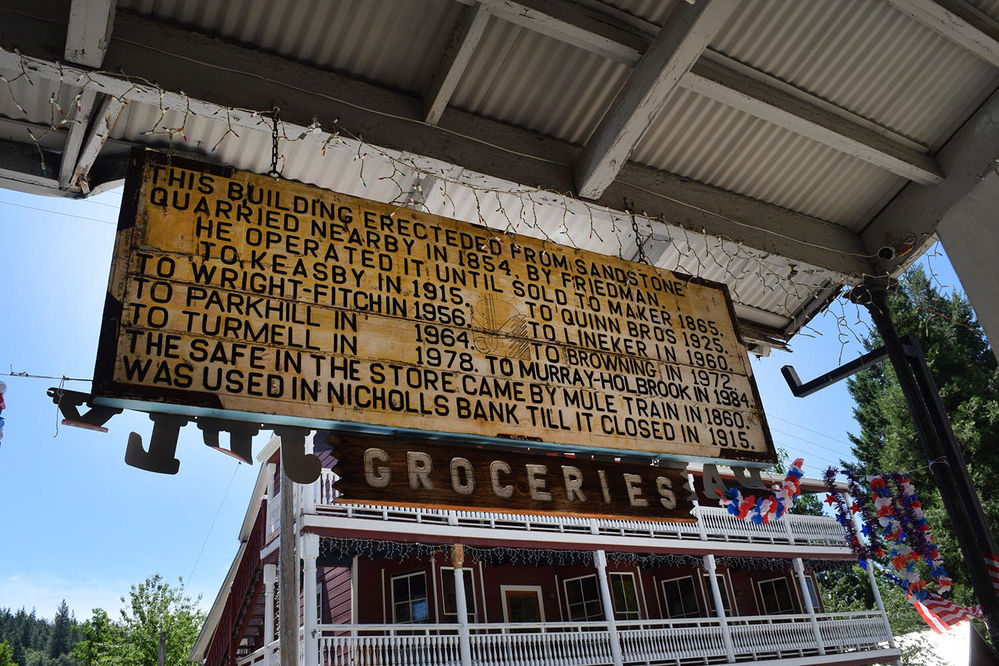 THIS BUILDING ERECTEDED FROM SANDSTONE
QUARRIED NEARBY IN 1854, BY FRIEDMAN,
HE OPERATED IT UNTIL SOLD TO MAKER 1865.
TO KEASBY IN 1915. TO QUINN BROS 1925.
TO WRIGHT-FITCHIN 1956. TO LINEKER IN 1960.
TO PARKHILL IN 1964. TO BROWNING IN 1972.
TO TURMELL IN 1978. TO MURRAY-HOLBROOK IN 1984.
THE SAFE IN THE STORE CAME BY MULE TRAIN IN 1860.
WAS USED IN NICHOLLS BANK TILL IT CLOSED IN 1915.
GROCERIES